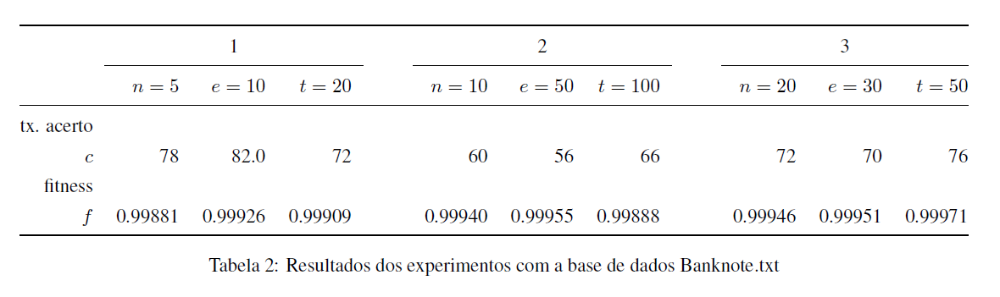 1 2 3
n = 5 e = 10 t = 20 n = 10 e = 50 t = 100 n = 20 e = 30 t = 50
tx. acerto
c 78 82.0 72 60 56 66 72 70 76
fitness
f 0.99881 0.99926 0.99909 0.99940 0.99955 0.99888 0.99946 0.99951 0.99971
Tabela 2: Resultados dos experimentos com a base de dados Banknote.txt